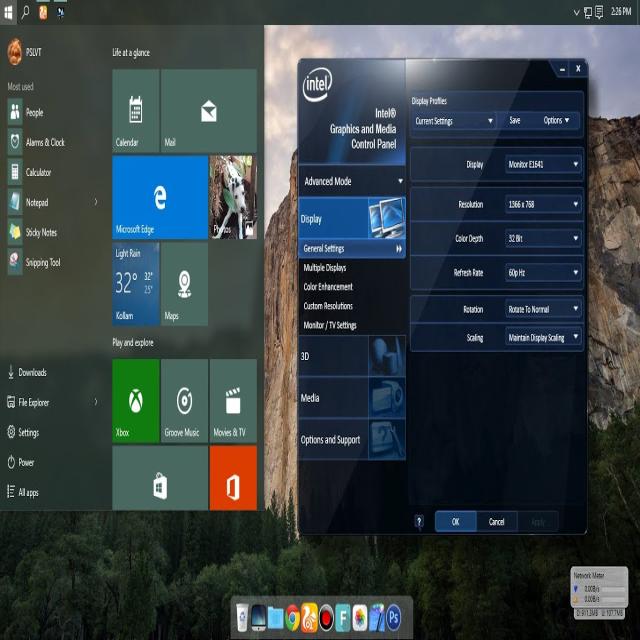 2:26 PM
PSLVT
Life at a glance
Most used
People
Alarms & Clock
Calculator
Notepad
Sticky Notes
Snipping Tool
Downloads
File Explorer
Settings
Power
All apps
Calendar
Mail
Microsoft Edge
Photos
Light Rain
32°
32°
25°
Kollam
Maps
Play and explore
Xbox
Groove Music
Movies & TV
intel
Intel®
Graphics and Media
Control Panel
Advanced Mode
Display
General Settings
Multiple Displays
Color Enhancement
Custom Resolutions
Monitor / TV Settings
3D
Media
Options and Support
Display Profiles
Current Settings
Save
Options
Display
Monitor E1641
Resolution
1366 x 768
Color Depth
32 Bit
Refresh Rate
60p Hz
Rotation
Rotate To Normal
Scaling
Maintain Display Scaling
?
OK
Cancel
Apply
F
7
Ps
Network Meter
0.00B/s
0.00B/s